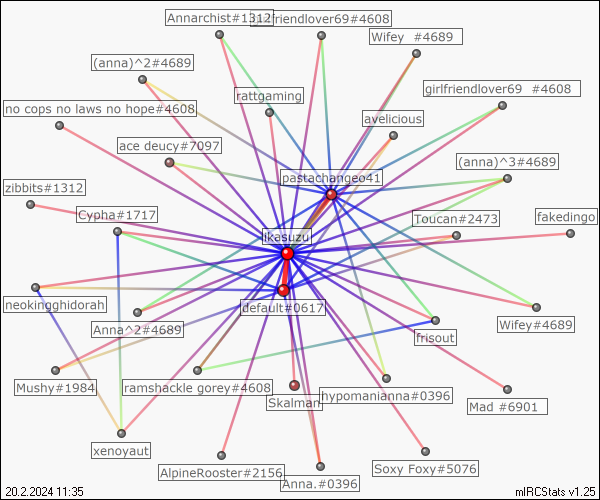 Annarchist#1312
girlfriendlover69#4608
Wifey  #4689
(anna)^2#4689
girlfriendlover69  #4608
rattgaming
no cops no laws no hope#4608
avelicious
ace deucy#7097
(anna)^3#4689
pastachangeo41
zibbits#1312
Cypha#1717
Toucan#2473
fakedingo
ikasuzu
neokingghidorah
default#0617
Anna^2#4689
Wifey#4689
frisout
Mushy#1984
ramshackle gorey#4608
Skalman
hypomanianna#0396
Mad #6901
xenoyaut
AlpineRooster#2156
Anna.#0396
Soxy Foxy#5076
20.2.2024 11:35
mIRCStats v1.25